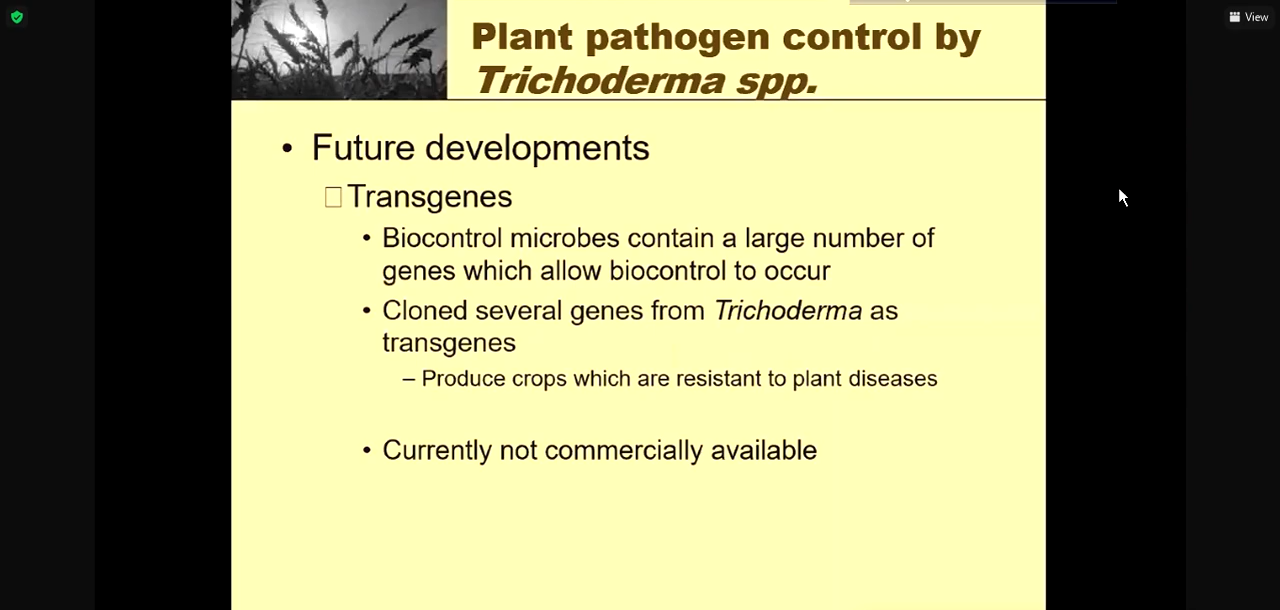 View
Plant pathogen control by
Trichoderma spp.
• Future developments
Transgenes
• Biocontrol microbes contain a large number of
genes which allow biocontrol to occur
• Cloned several genes from Trichoderma as
transgenes
– Produce crops which are resistant to plant diseases
• Currently not commercially available